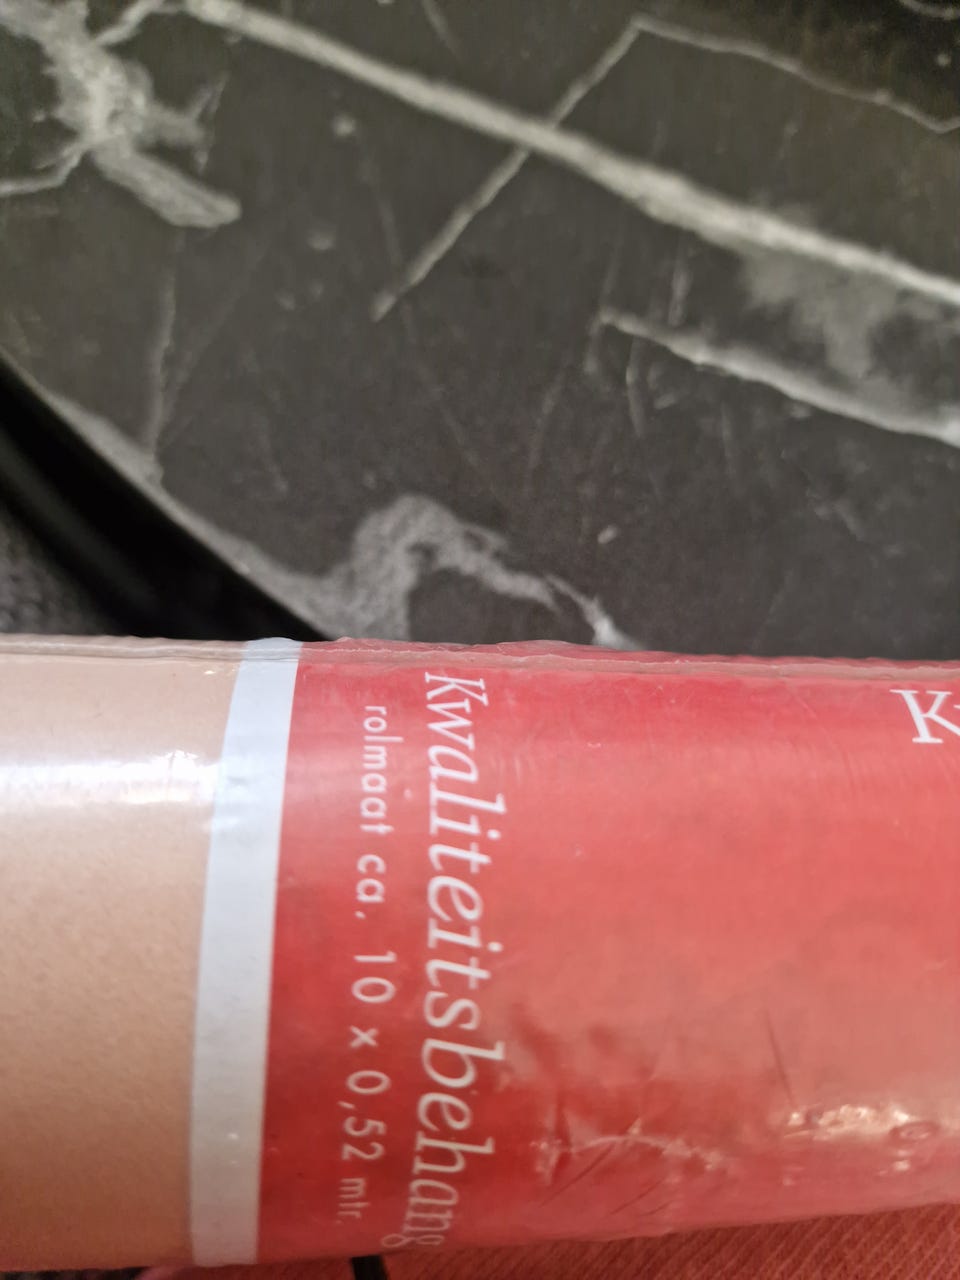 Kwaliteitsbehang
rolmaat ca. 10 x 0,52 mtr.